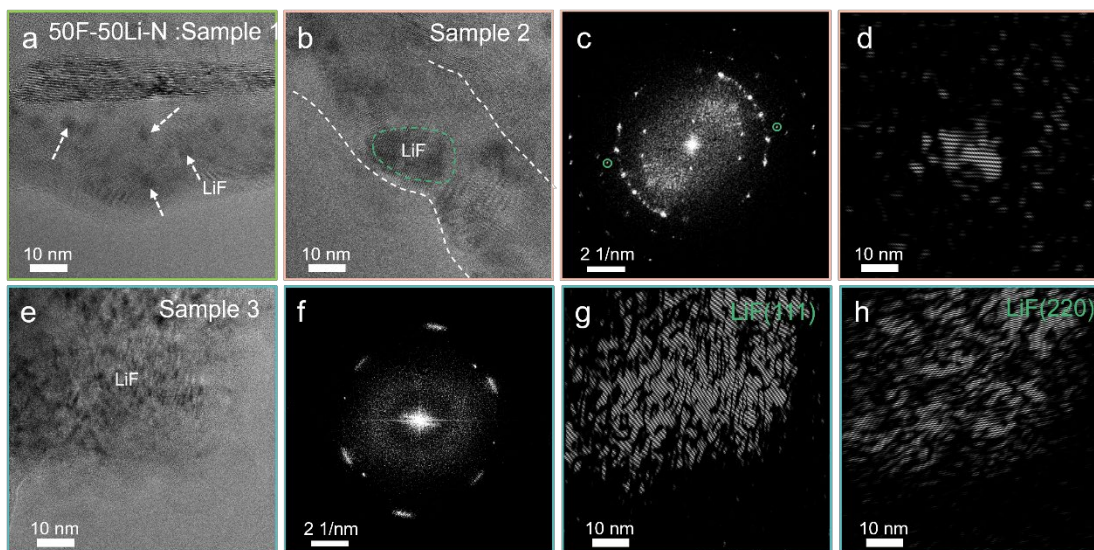 a 50F-50Li-N :Sample 1
LiF
10 nm
b Sample 2
LiF
10 nm
c
2 1/nm
d
10 nm
e Sample 3
LiF
10 nm
f
2 1/nm
g LiF(111)
10 nm
h LiF(220)
10 nm